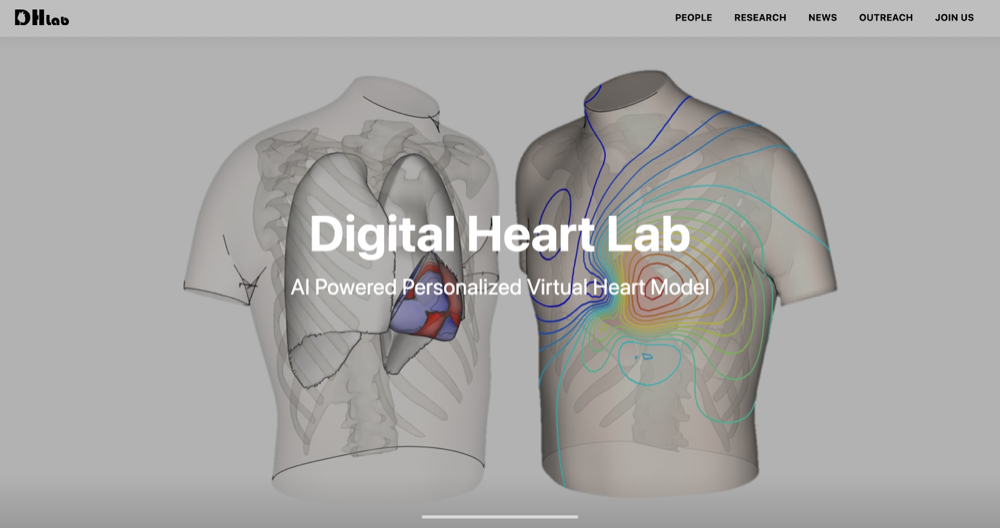 DHlab
PEOPLE RESEARCH NEWS OUTREACH JOIN US
Digital Heart Lab
AI Powered Personalized Virtual Heart Model